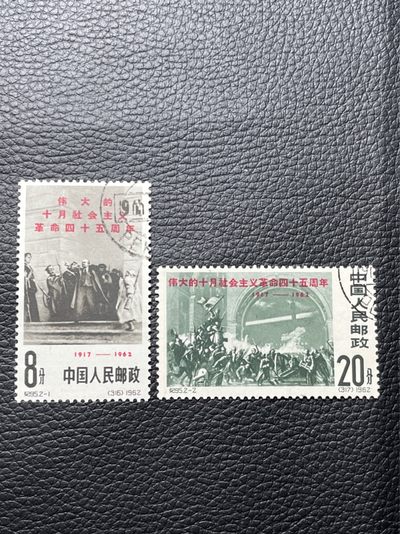 伟大的
十月社会主义
革命四十五周年
1917 — 1962
8分
中国人民邮政
纪95.2-1
(316) 1962
伟大的十月社会主义革命四十五周年
1917 — 1962
中国人民邮政
20分
纪95.2-2
(317) 1962